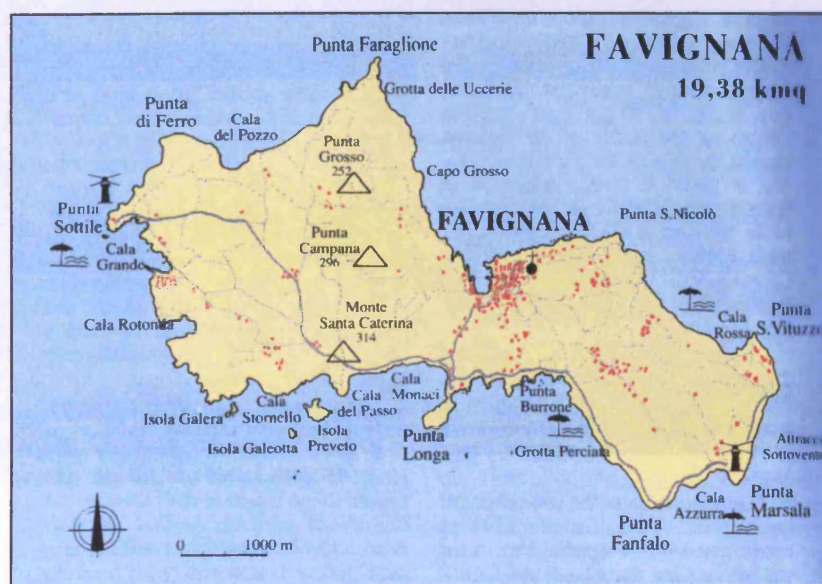 FAVIGNANA
19,38 kmq
Punta Faraglione
Grotta delle Uccerie
Punta
di Ferro
Cala
del Pozzo
Punta
Grosso
252
Capo Grosso
Punta
Sottile
Cala
Grande
Punta
Campana
296
FAVIGNANA
Punta S.Nicolò
Cala Rotonda
Monte
Santa Caterina
314
Cala
Rossa
Punta
S.Vituzzo
Isola Galera
Cala
Stornello
Isola Galeotta
Cala
del Passo
Isola
Preveto
Cala
Monaci
Punta
Longa
Punta
Burrone
Grotta Perciata
Attracco
Sottovento
Cala
Azzurra
Punta
Marsala
Punta
Fanfalo
0 1000 m